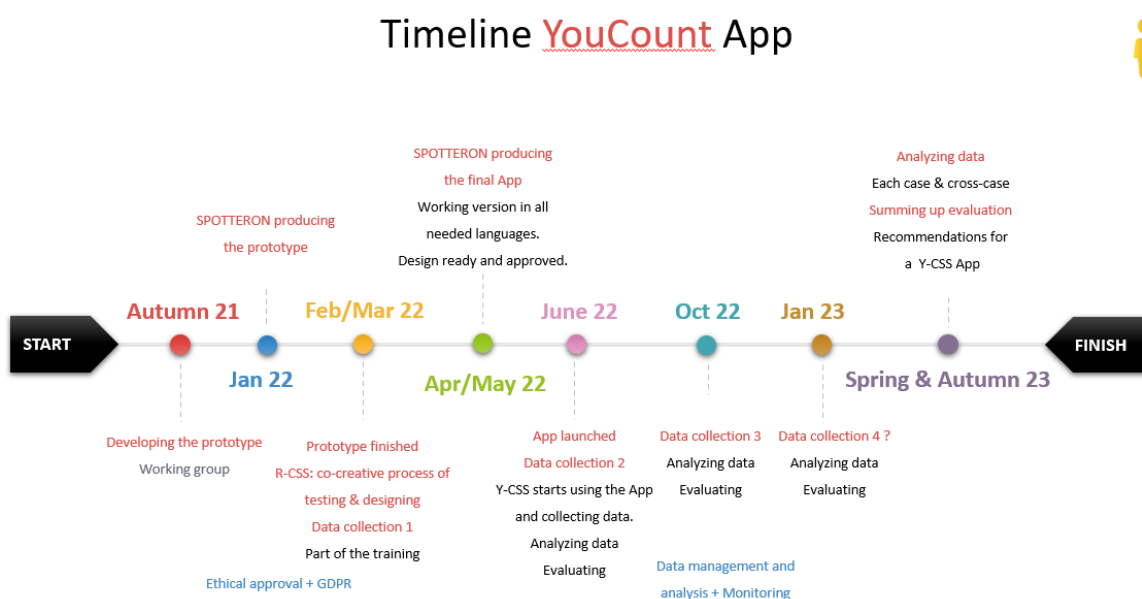 Timeline YouCount App
SPOTTERON producing
the prototype
SPOTTERON producing
the final App
Working version in all
needed languages.
Design ready and approved.
Analyzing data
Each case & cross-case
Summing up evaluation
Recommendations for
a Y-CSS App
START
Autumn 21
Jan 22
Feb/Mar 22
Apr/May 22
June 22
Oct 22
Jan 23
Spring & Autumn 23
FINISH
Developing the prototype
Working group
Prototype finished
R-CSS: co-creative process of
testing & designing
Data collection 1
Part of the training
Ethical approval + GDPR
App launched
Data collection 2
Y-CSS starts using the App
and collecting data.
Analyzing data
Evaluating
Data collection 3
Analyzing data
Evaluating
Data management and
analysis + Monitoring
Data collection 4 ?
Analyzing data
Evaluating